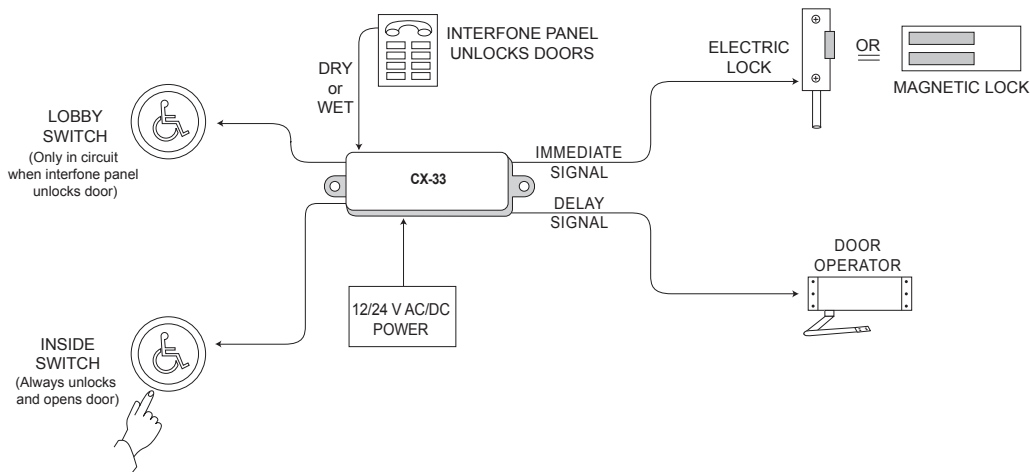 INTERFONE PANEL
UNLOCKS DOORS
DRY
or
WET
ELECTRIC
LOCK
OR
MAGNETIC LOCK
LOBBY
SWITCH
(Only in circuit
when interfone panel
unlocks door)
CX-33
IMMEDIATE
SIGNAL
DELAY
SIGNAL
DOOR
OPERATOR
12/24 V AC/DC
POWER
INSIDE
SWITCH
(Always unlocks
and opens door)